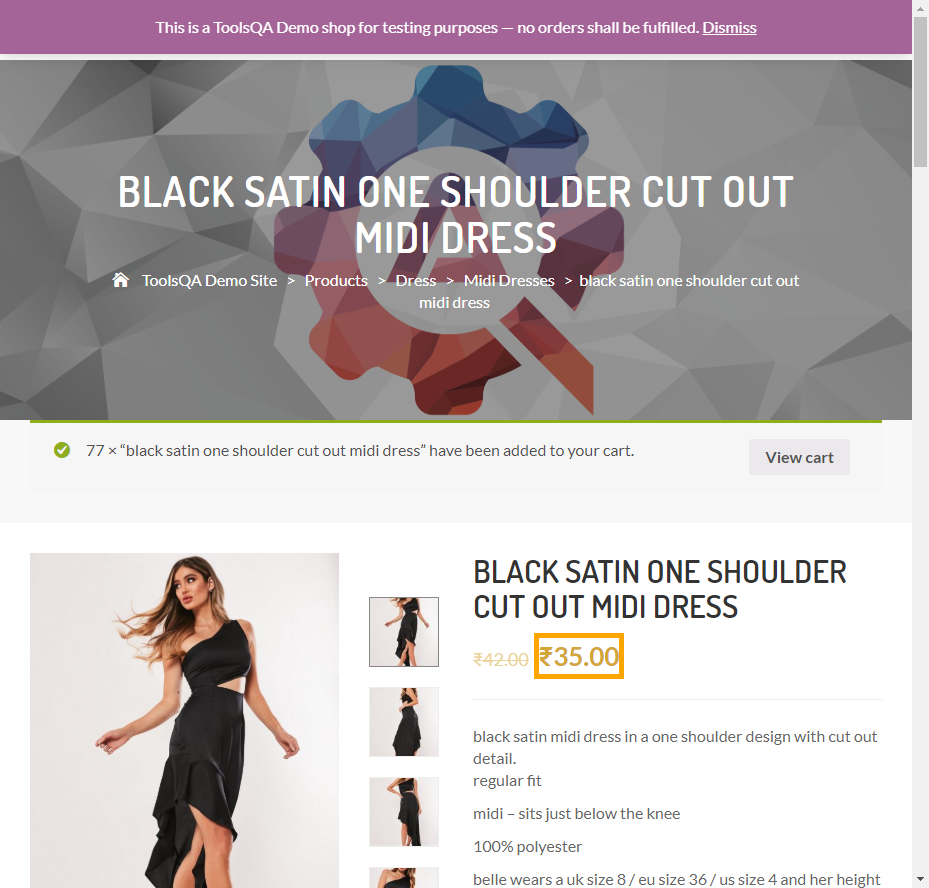 This is a ToolsQA Demo shop for testing purposes — no orders shall be fulfilled. Dismiss
BLACK SATIN ONE SHOULDER CUT OUT
MIDI DRESS
ToolsQA Demo Site > Products > Dress > Midi Dresses > black satin one shoulder cut out
midi dress
77 × “black satin one shoulder cut out midi dress” have been added to your cart.
View cart
BLACK SATIN ONE SHOULDER
CUT OUT MIDI DRESS
₹42.00 ₹35.00
black satin midi dress in a one shoulder design with cut out
detail.
regular fit
midi – sits just below the knee
100% polyester
belle wears a uk size 8 / eu size 36 / us size 4 and her height